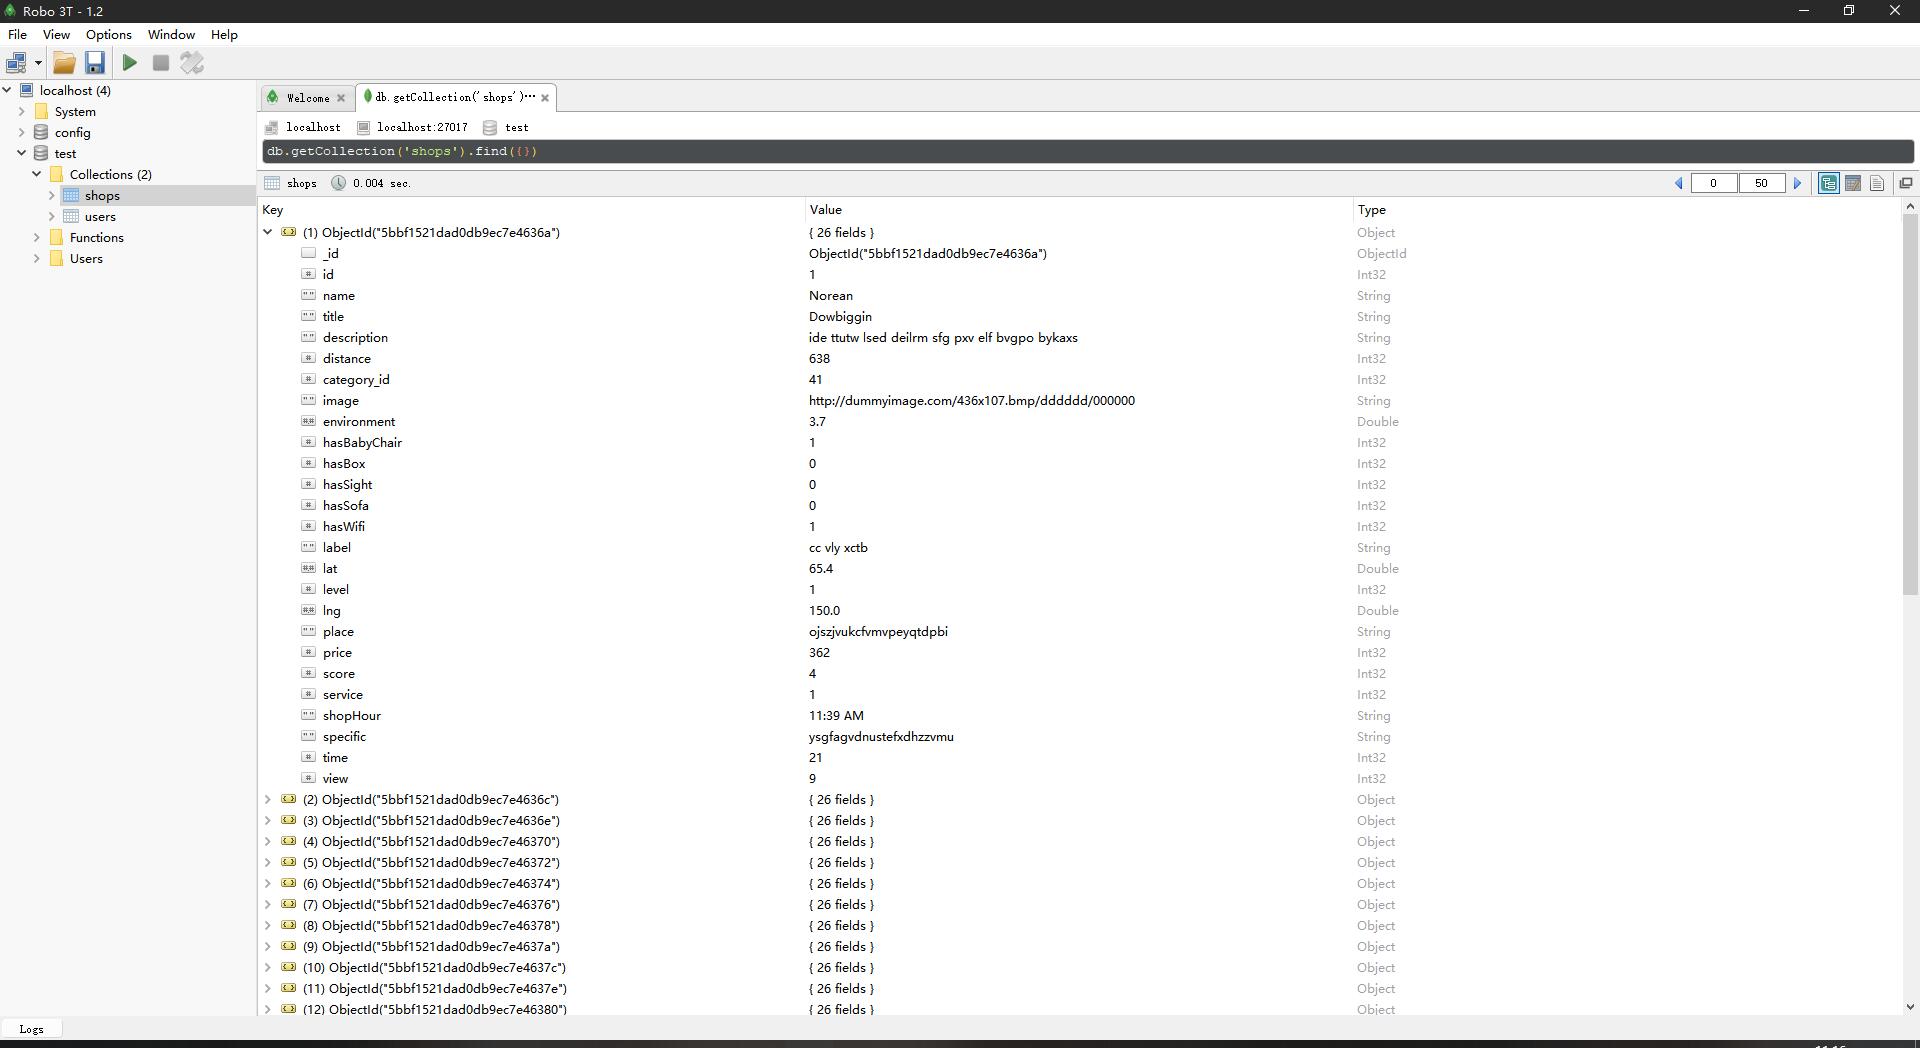 Robo 3T - 1.2
File View Options Window Help
localhost (4)
System
config
test
Collections (2)
shops
users
Functions
Users
Welcome db.getCollection('shops')⋯
localhost localhost:27017 test
db.getCollection('shops').find({})
shops 0.004 sec. 0 50
Key Value Type
(1) ObjectId("5bbf1521dad0db9ec7e4636a") { 26 fields } Object
_id ObjectId("5bbf1521dad0db9ec7e4636a") ObjectId
id 1 Int32
name Norean String
title Dowbiggin String
description ide ttutw lsed deilrm sfg pxv elf bvgpo bykaxs String
distance 638 Int32
category_id 41 Int32
image http://dummyimage.com/436x107.bmp/dddddd/000000 String
environment 3.7 Double
hasBabyChair 1 Int32
hasBox 0 Int32
hasSight 0 Int32
hasSofa 0 Int32
hasWifi 1 Int32
label cc vly xctb String
lat 65.4 Double
level 1 Int32
lng 150.0 Double
place ojszjvukcfvmvpeyqtdpbi String
price 362 Int32
score 4 Int32
service 1 Int32
shopHour 11:39 AM String
specific ysgfagvdnustefxdhzzvmu String
time 21 Int32
view 9 Int32
(2) ObjectId("5bbf1521dad0db9ec7e4636c") { 26 fields } Object
(3) ObjectId("5bbf1521dad0db9ec7e4636e") { 26 fields } Object
(4) ObjectId("5bbf1521dad0db9ec7e46370") { 26 fields } Object
(5) ObjectId("5bbf1521dad0db9ec7e46372") { 26 fields } Object
(6) ObjectId("5bbf1521dad0db9ec7e46374") { 26 fields } Object
(7) ObjectId("5bbf1521dad0db9ec7e46376") { 26 fields } Object
(8) ObjectId("5bbf1521dad0db9ec7e46378") { 26 fields } Object
(9) ObjectId("5bbf1521dad0db9ec7e4637a") { 26 fields } Object
(10) ObjectId("5bbf1521dad0db9ec7e4637c") { 26 fields } Object
(11) ObjectId("5bbf1521dad0db9ec7e4637e") { 26 fields } Object
(12) ObjectId("5bbf1521dad0db9ec7e46380") { 26 fields } Object
Logs